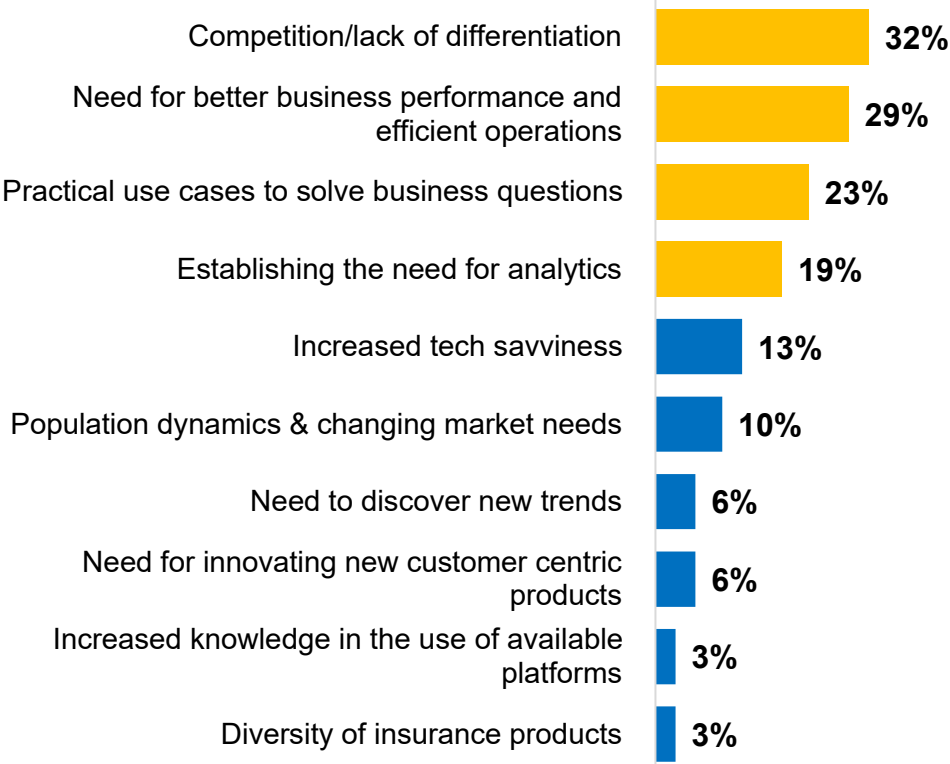 Competition/lack of differentiation 32%
Need for better business performance and
efficient operations 29%
Practical use cases to solve business questions 23%
Establishing the need for analytics 19%
Increased tech savviness 13%
Population dynamics & changing market needs 10%
Need to discover new trends 6%
Need for innovating new customer centric
products 6%
Increased knowledge in the use of available
platforms 3%
Diversity of insurance products 3%